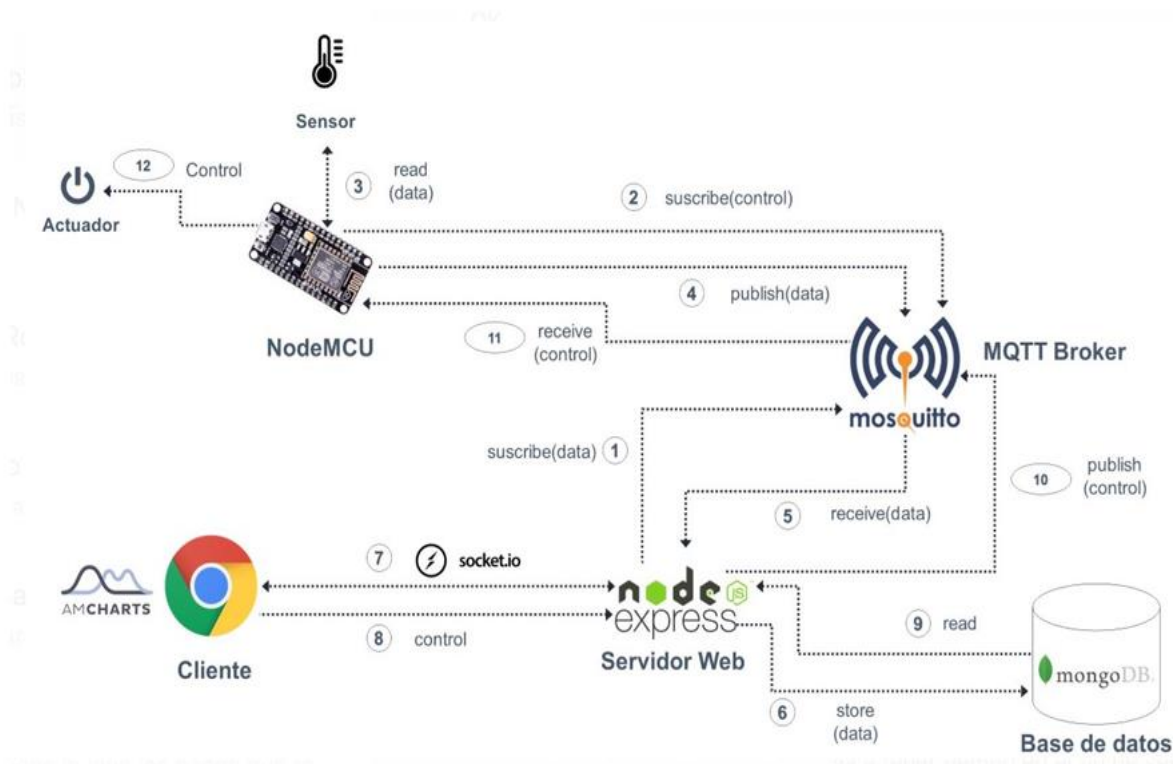 Sensor
12
Control
3
read
(data)
Actuador
2
suscribe(control)
4
publish(data)
NodeMCU
11
receive
(control)
MQTT Broker
mosquitto
suscribe(data)
1
10
publish
(control)
5
receive(data)
7
socket.io
AMCHARTS
node
JS
express
8
control
9
read
Cliente
Servidor Web
mongoDB.
6
store
(data)
Base de datos